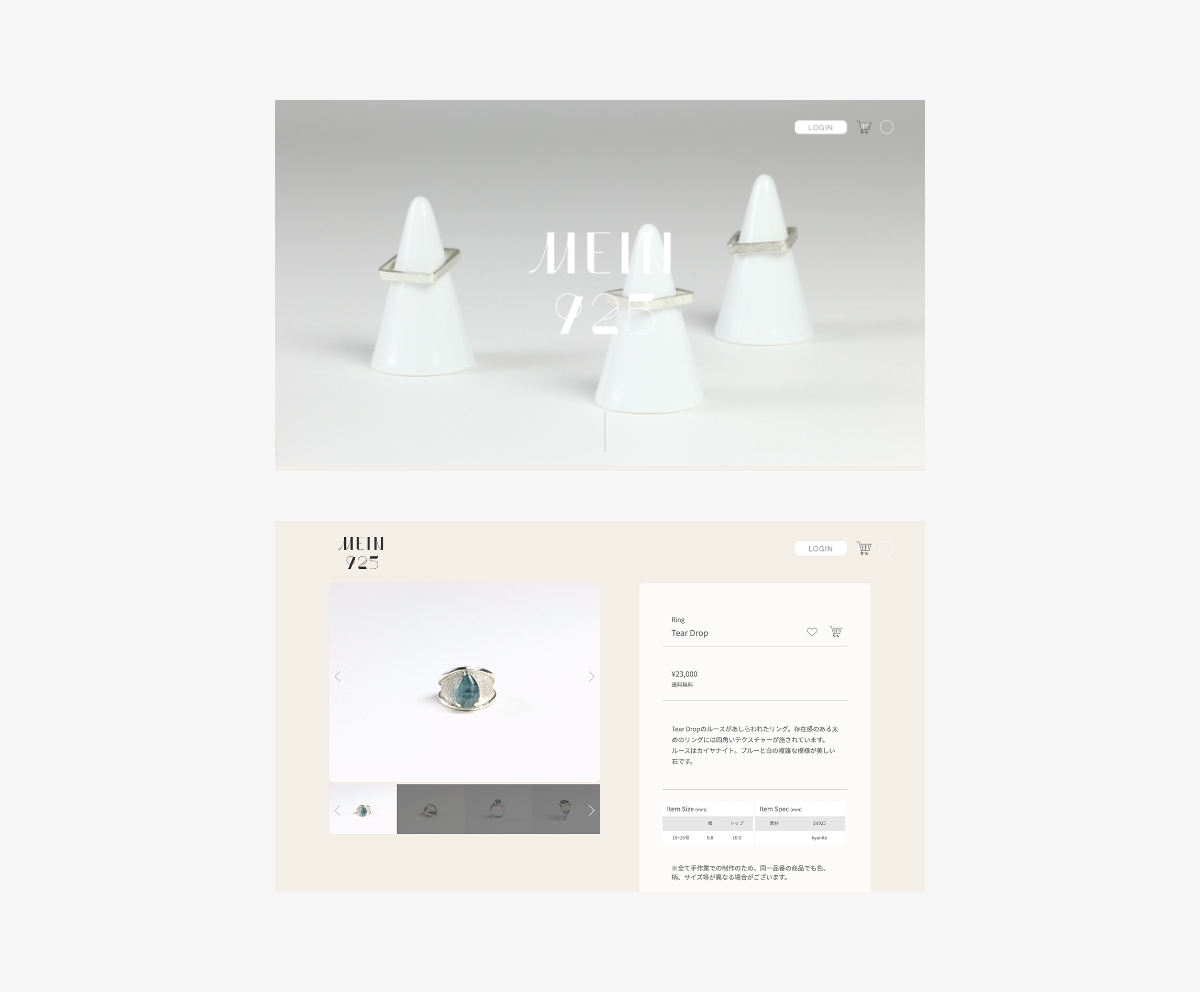 LOGIN
MEIN
925
MEIN
925
LOGIN
Ring
Tear Drop
¥23,000
送料無料
Tear Dropのルースがあしらわれたリング。存在感のある太
めのリングには四角いテクスチャーが施されています。
ルースはカイヤナイト。ブルーと白の複雑な模様が美しい
石です。
Item Size (mm)
Item Spec (mm)
幅 トップ
素材 SV925
10~18号 0.8 10.0
kyanite
※全て手作業での制作のため、同一品番の商品でも色、
柄、サイズ等が異なる場合がございます。